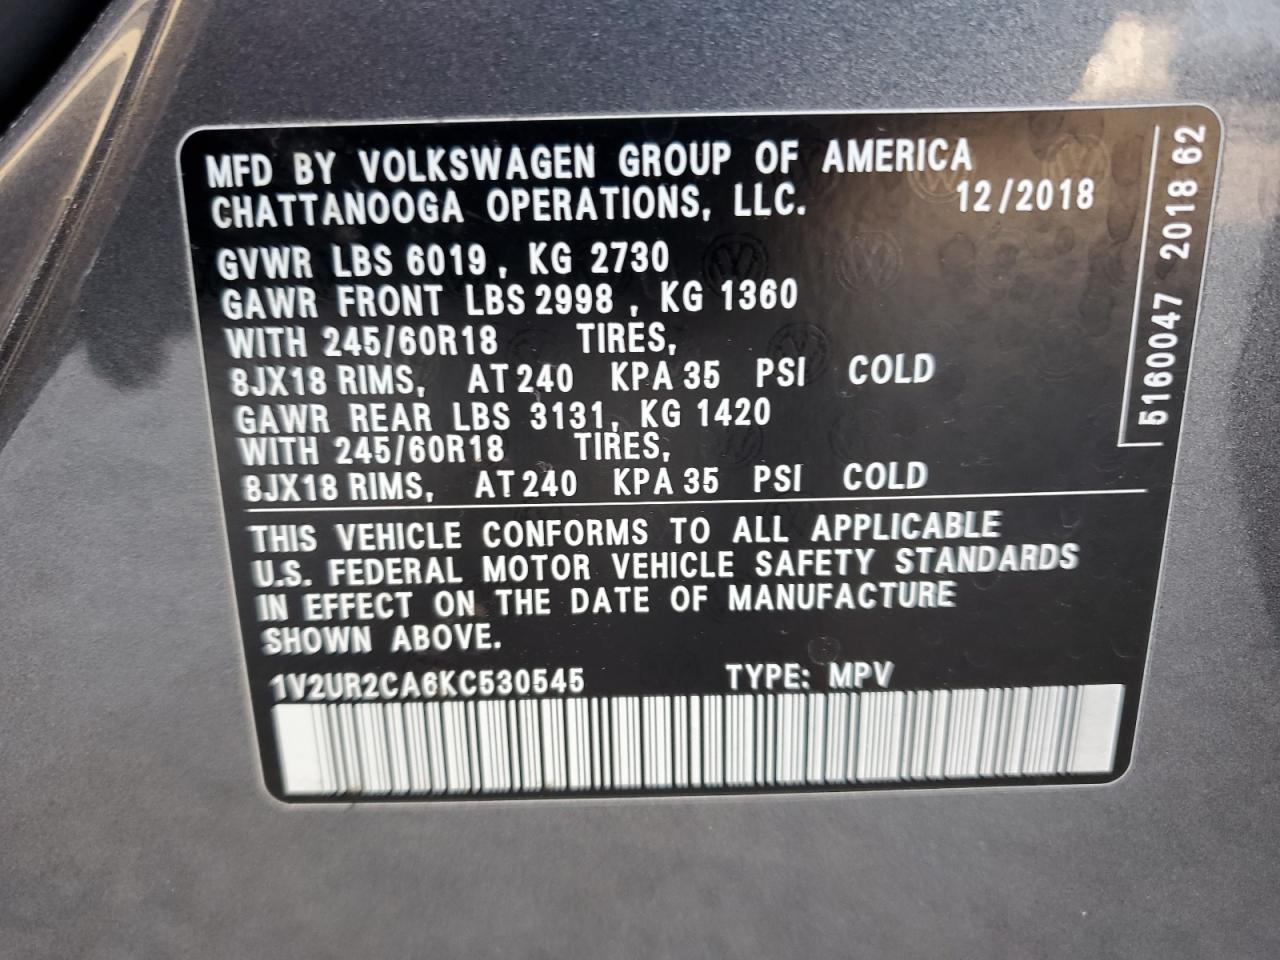 MFD BY VOLKSWAGEN GROUP OF AMERICA
CHATTANOOGA OPERATIONS, LLC. 12/2018
GVWR LBS 6019, KG 2730
GAWR FRONT LBS 2998, KG 1360
WITH 245/60R18 TIRES,
8JX18 RIMS, AT 240 KPA 35 PSI COLD
GAWR REAR LBS 3131, KG 1420
WITH 245/60R18 TIRES,
8JX18 RIMS, AT 240 KPA 35 PSI COLD
THIS VEHICLE CONFORMS TO ALL APPLICABLE
U.S. FEDERAL MOTOR VEHICLE SAFETY STANDARDS
IN EFFECT ON THE DATE OF MANUFACTURE
SHOWN ABOVE.
1V2UR2CA6KC530545 TYPE: MPV
5160047 2018 62